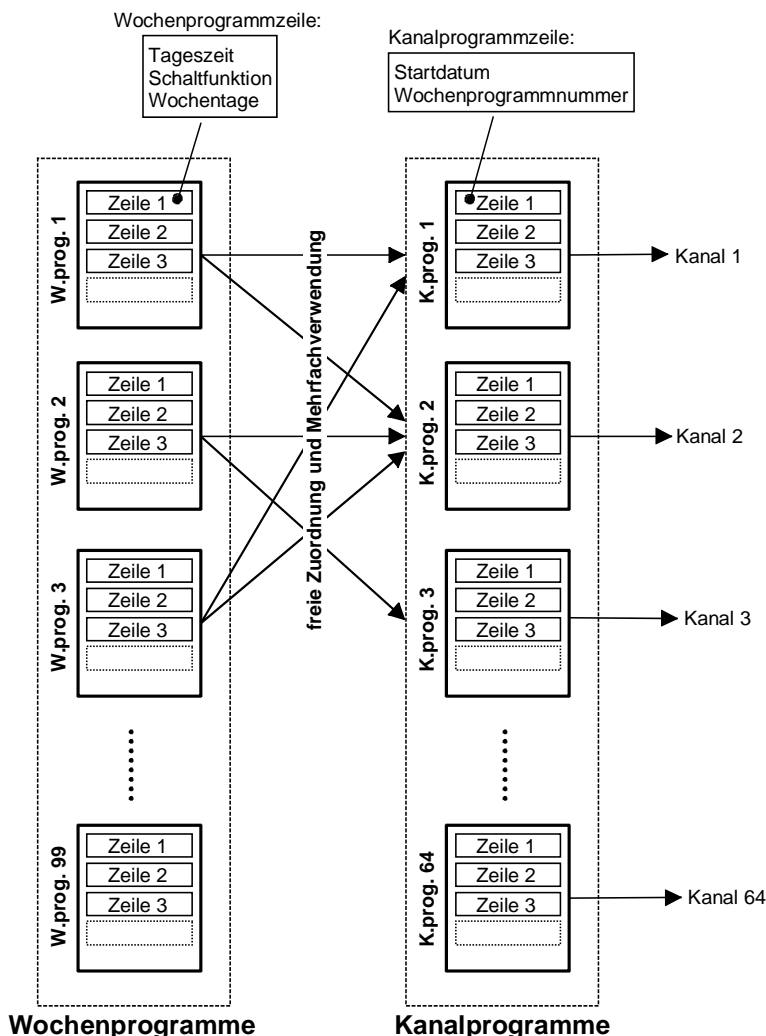 Wochenprogrammzeile:
Tageszeit
Schaltfunktion
Wochentage
Kanalprogrammzeile:
Startdatum
Wochenprogrammnummer
W.prog. 1
Zeile 1
Zeile 2
Zeile 3
W.prog. 2
Zeile 1
Zeile 2
Zeile 3
W.prog. 3
Zeile 1
Zeile 2
Zeile 3
W.prog. 99
Zeile 1
Zeile 2
Zeile 3
freie Zuordnung und Mehrfachverwendung
K.prog. 1
Zeile 1
Zeile 2
Zeile 3
Kanal 1
K.prog. 2
Zeile 1
Zeile 2
Zeile 3
Kanal 2
K.prog. 3
Zeile 1
Zeile 2
Zeile 3
Kanal 3
K.prog. 64
Zeile 1
Zeile 2
Zeile 3
Kanal 64
Wochenprogramme
Kanalprogramme